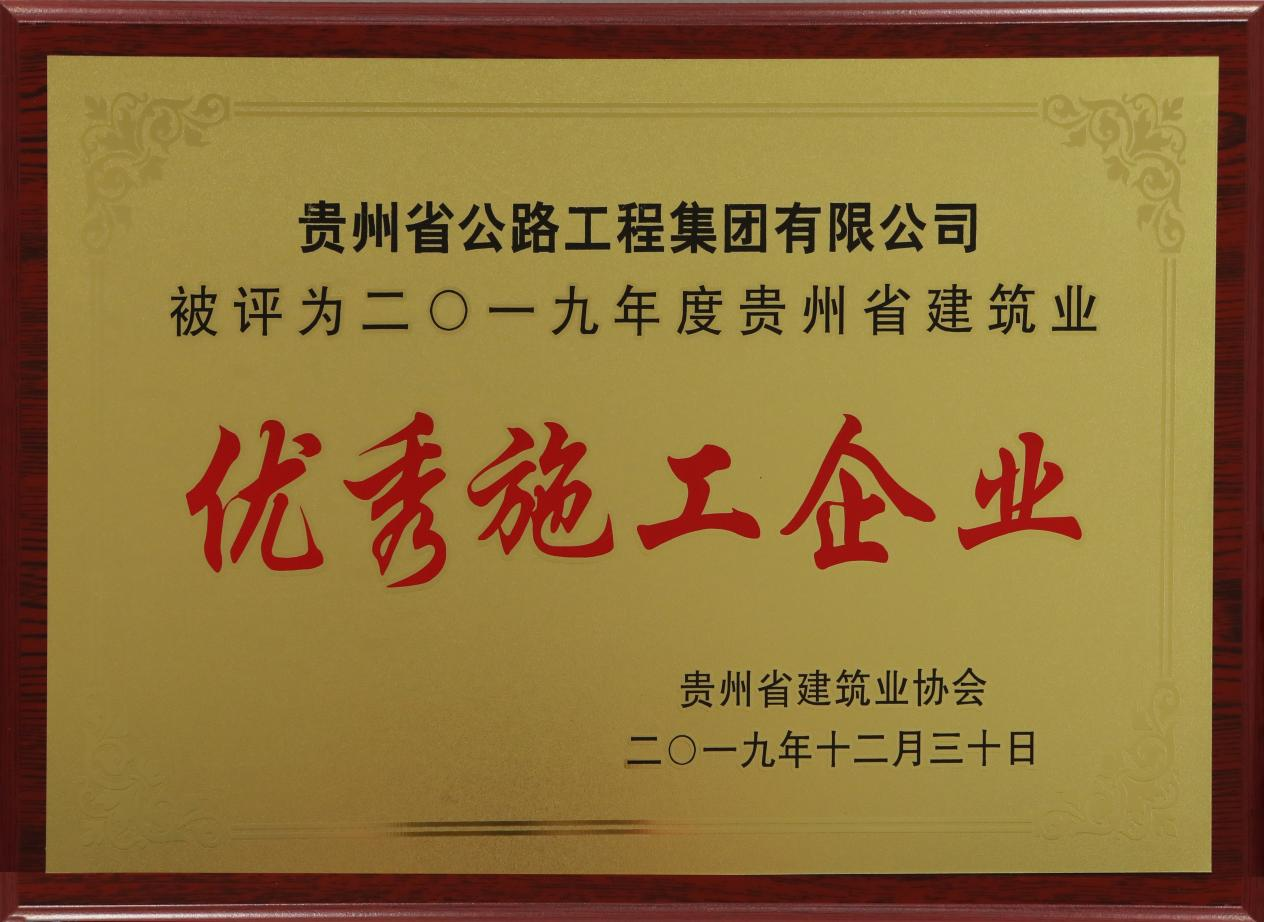 贵州省公路工程集团有限公司
被评为二〇一九年度贵州省建筑业
优秀施工企业
贵州省建筑业协会
二〇一九年十二月三十日